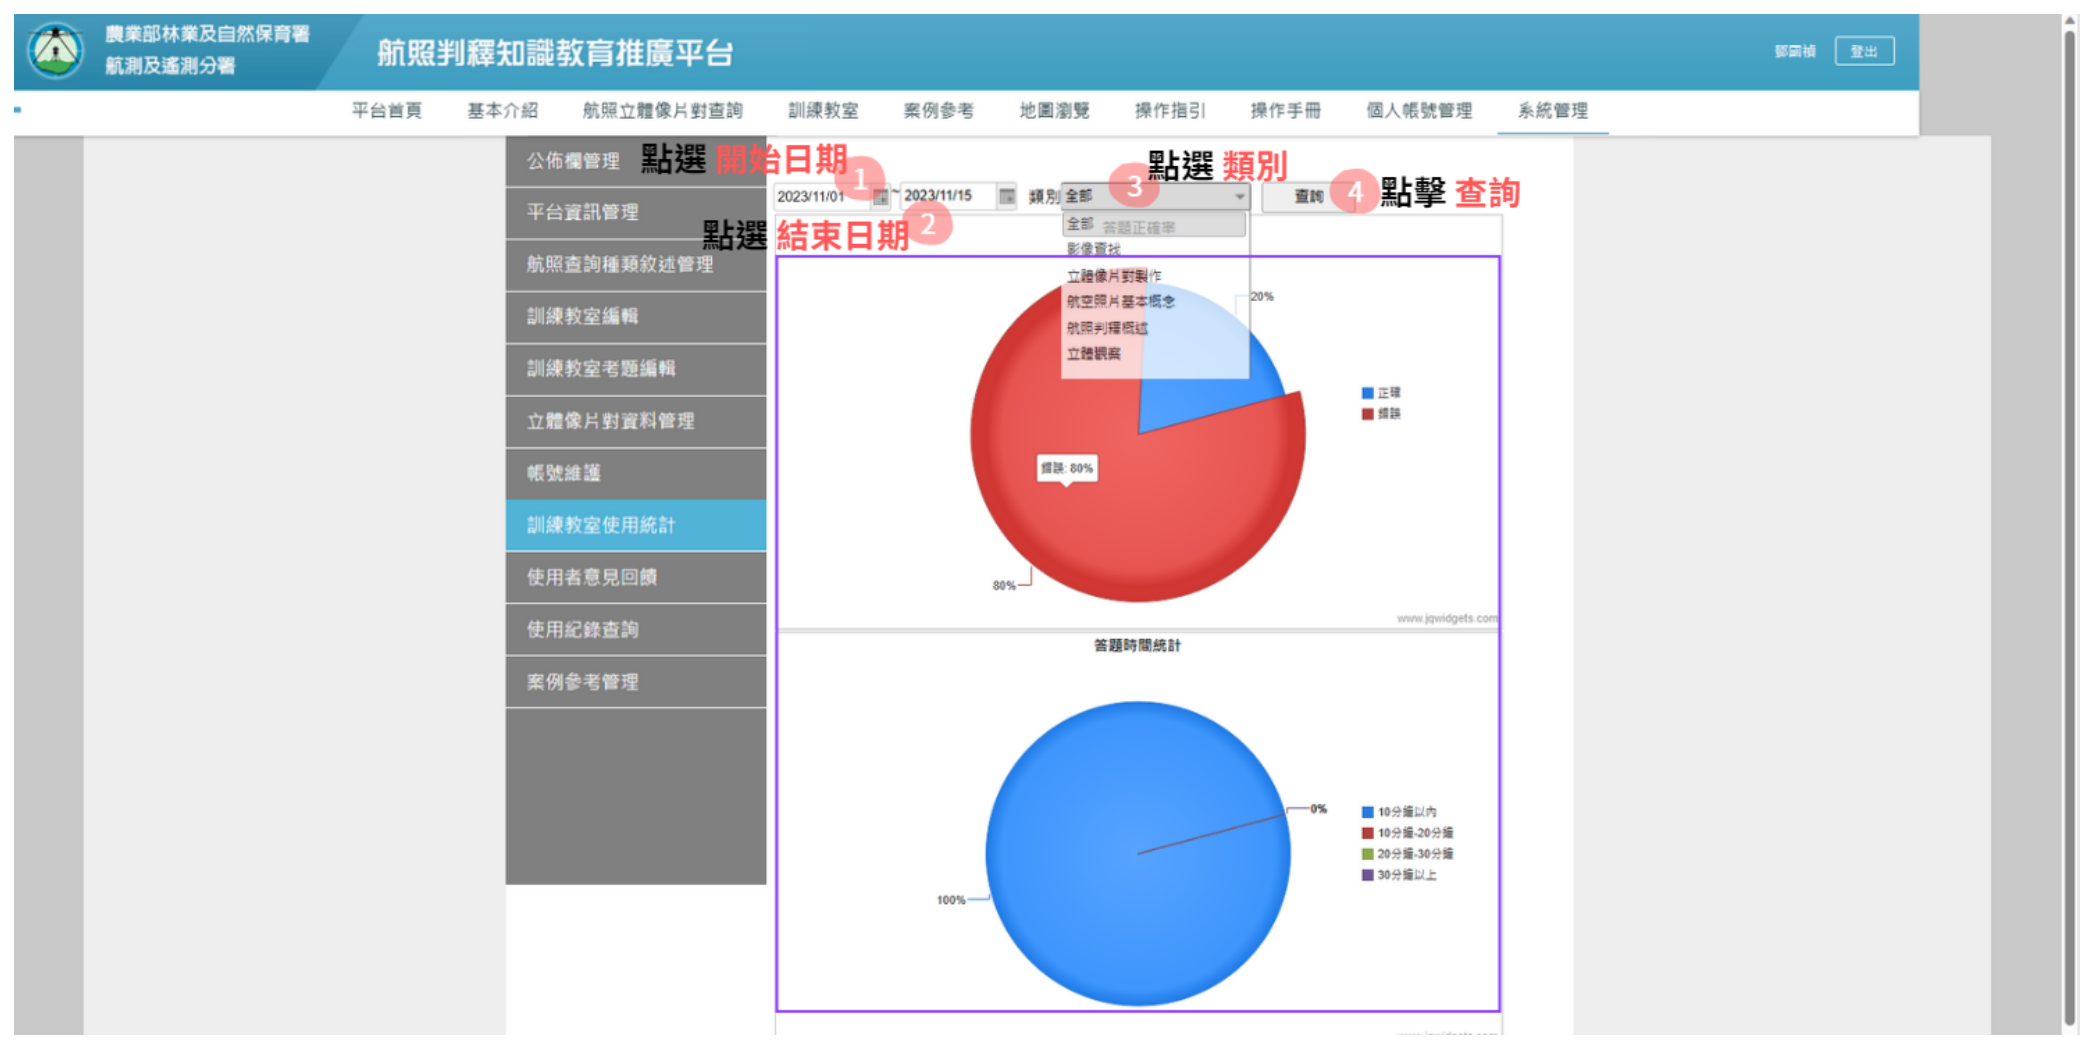 農業部林業及自然保育署
航測及遙測分署
航照判釋知識教育推廣平台
登出
平台首頁 基本介紹 航照立體像片對查詢 訓練教室 案例參考 地圖瀏覽 操作指引 操作手冊 個人帳號管理 系統管理
公佈欄管理
平台資訊管理
航照查詢種類敘述管理
訓練教室編輯
訓練教室考題編輯
立體像片對資料管理
帳號維護
訓練教室使用統計
使用者意見回饋
使用紀錄查詢
案例參考管理
點選 開始日期
1
點選 結束日期
2
點選 類別
3
4 點擊 查詢
2023/11/01 ~ 2023/11/15 類別 全部 查詢
全部
答題正確率
影像查找
立體像片對製作
航空照片基本概念
航照判釋概述
立體觀察
20%
正確
錯誤
錯誤: 80%
80%
www.jqwidgets.com
答題時間統計
0%
10分鐘以內
10分鐘-20分鐘
20分鐘-30分鐘
30分鐘以上
100%